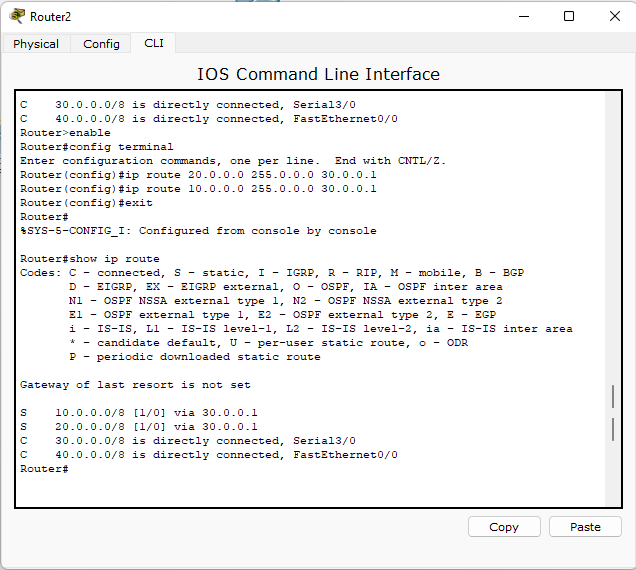 Router2
Physical Config CLI
IOS Command Line Interface
C    30.0.0.0/8 is directly connected, Serial3/0
C    40.0.0.0/8 is directly connected, FastEthernet0/0
Router>enable
Router#config terminal
Enter configuration commands, one per line.  End with CNTL/Z.
Router(config)#ip route 20.0.0.0 255.0.0.0 30.0.0.1
Router(config)#ip route 10.0.0.0 255.0.0.0 30.0.0.1
Router(config)#exit
Router#
%SYS-5-CONFIG_I: Configured from console by console
Router#show ip route
Codes: C - connected, S - static, I - IGRP, R - RIP, M - mobile, B - BGP
       D - EIGRP, EX - EIGRP external, O - OSPF, IA - OSPF inter area
       N1 - OSPF NSSA external type 1, N2 - OSPF NSSA external type 2
       E1 - OSPF external type 1, E2 - OSPF external type 2, E - EGP
       i - IS-IS, L1 - IS-IS level-1, L2 - IS-IS level-2, ia - IS-IS inter area
       * - candidate default, U - per-user static route, o - ODR
       P - periodic downloaded static route
Gateway of last resort is not set
S    10.0.0.0/8 [1/0] via 30.0.0.1
S    20.0.0.0/8 [1/0] via 30.0.0.1
C    30.0.0.0/8 is directly connected, Serial3/0
C    40.0.0.0/8 is directly connected, FastEthernet0/0
Router#
Copy Paste